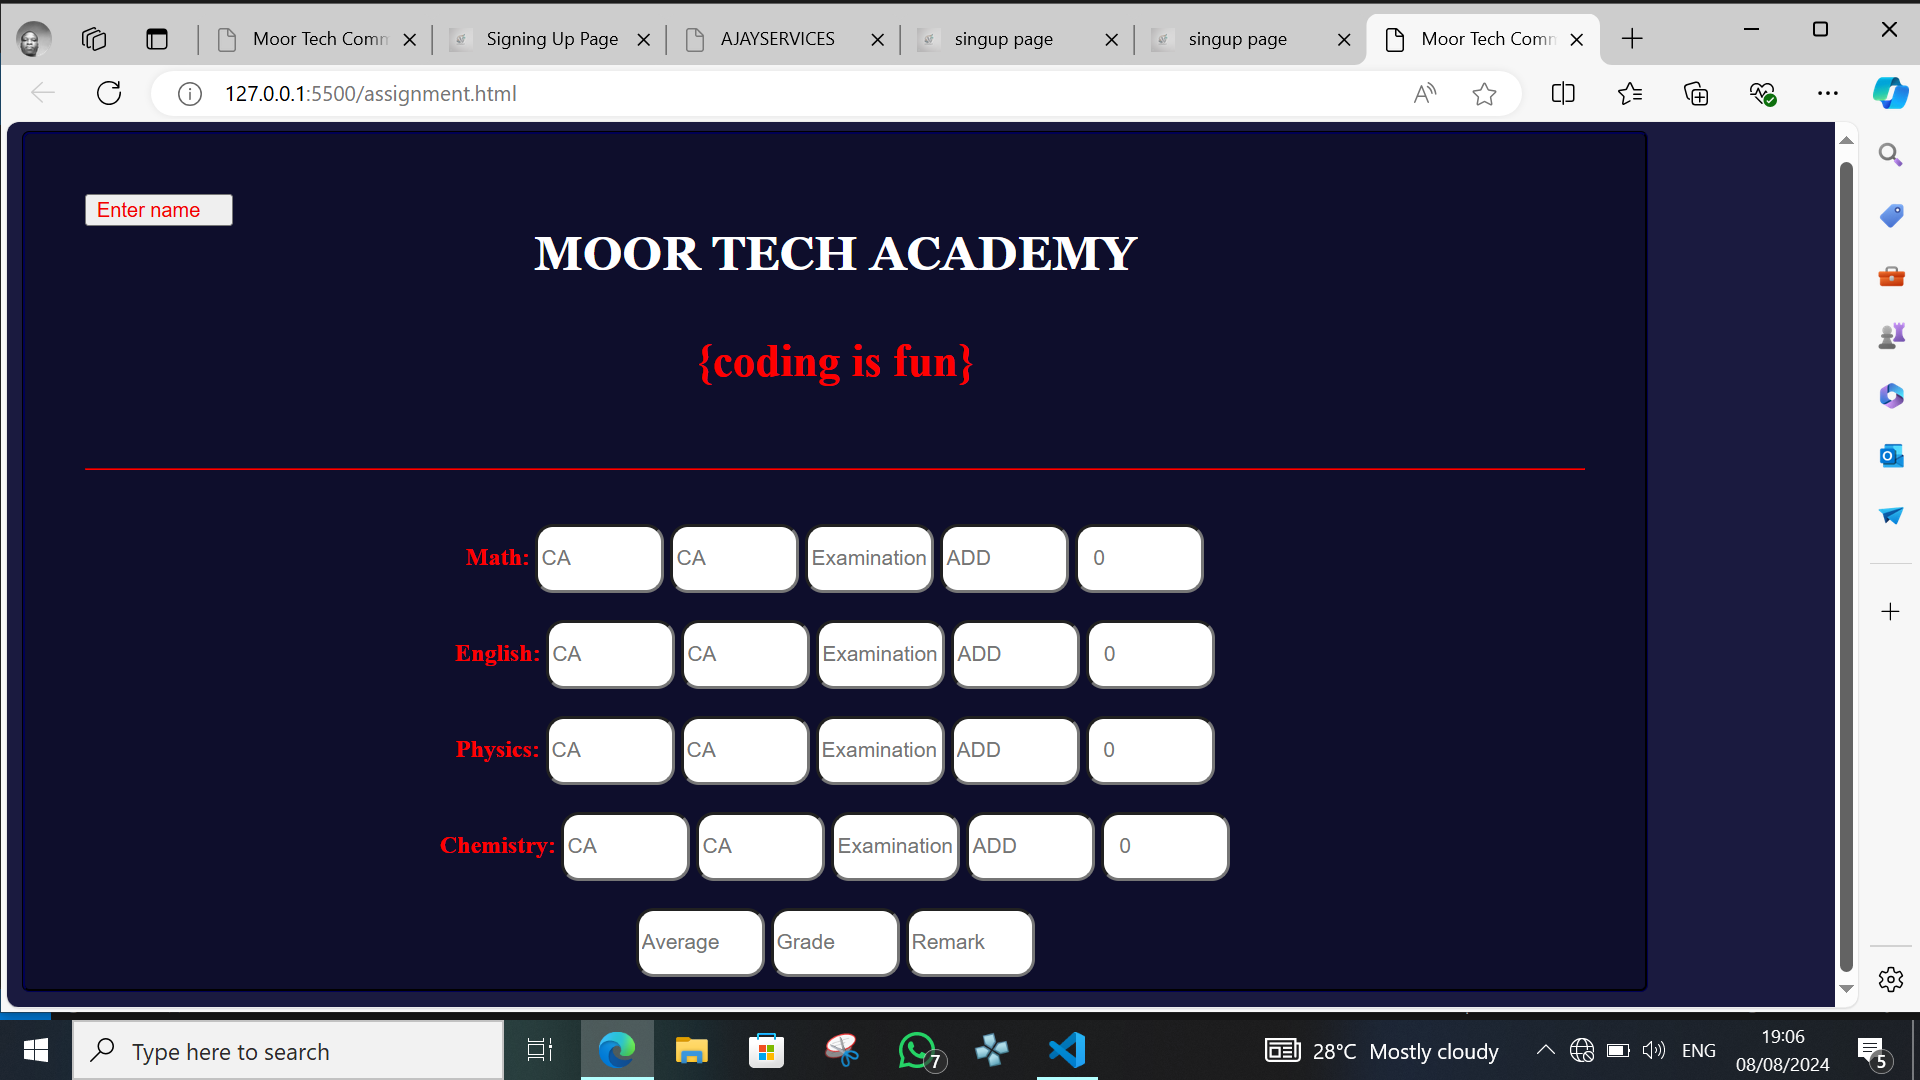 Moor Tech Comm
Signing Up Page
AJAYSERVICES
singup page
singup page
Moor Tech Comm
127.0.0.1:5500/assignment.html
Enter name
MOOR TECH ACADEMY
{coding is fun}
Math: CA CA Examination ADD 0
English: CA CA Examination ADD 0
Physics: CA CA Examination ADD 0
Chemistry: CA CA Examination ADD 0
Average Grade Remark
Type here to search
7
28°C Mostly cloudy
ENG
19:06
08/08/2024
5